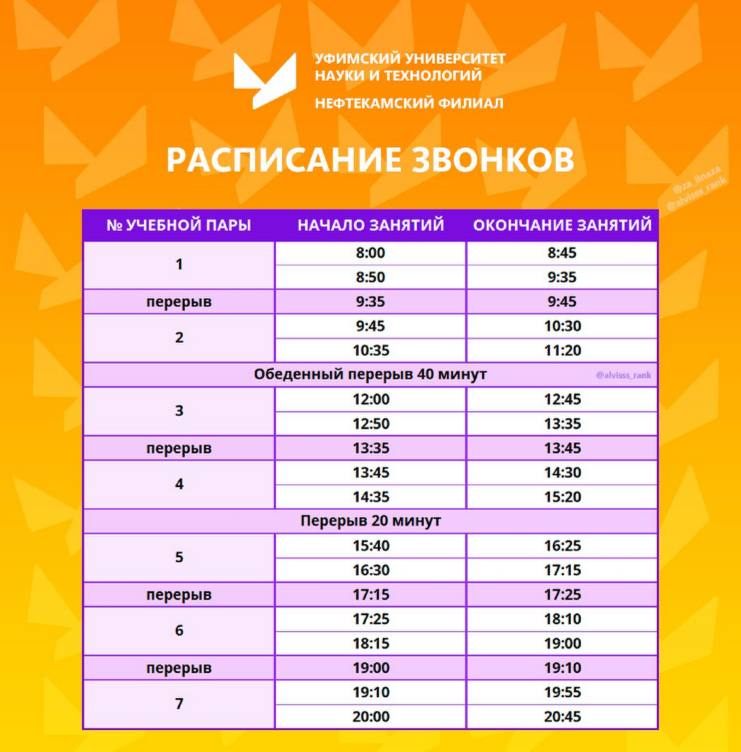 УФИМСКИЙ УНИВЕРСИТЕТ
НАУКИ И ТЕХНОЛОГИЙ
НЕФТЕКАМСКИЙ ФИЛИАЛ
РАСПИСАНИЕ ЗВОНКОВ
@za_ilnaza
@alvisss_rank
№ УЧЕБНОЙ ПАРЫ НАЧАЛО ЗАНЯТИЙ ОКОНЧАНИЕ ЗАНЯТИЙ
1
8:00 8:45
8:50 9:35
перерыв 9:35 9:45
2
9:45 10:30
10:35 11:20
Обеденный перерыв 40 минут @alvisss_rank
3
12:00 12:45
12:50 13:35
перерыв 13:35 13:45
4
13:45 14:30
14:35 15:20
Перерыв 20 минут
5
15:40 16:25
16:30 17:15
перерыв 17:15 17:25
6
17:25 18:10
18:15 19:00
перерыв 19:00 19:10
7
19:10 19:55
20:00 20:45